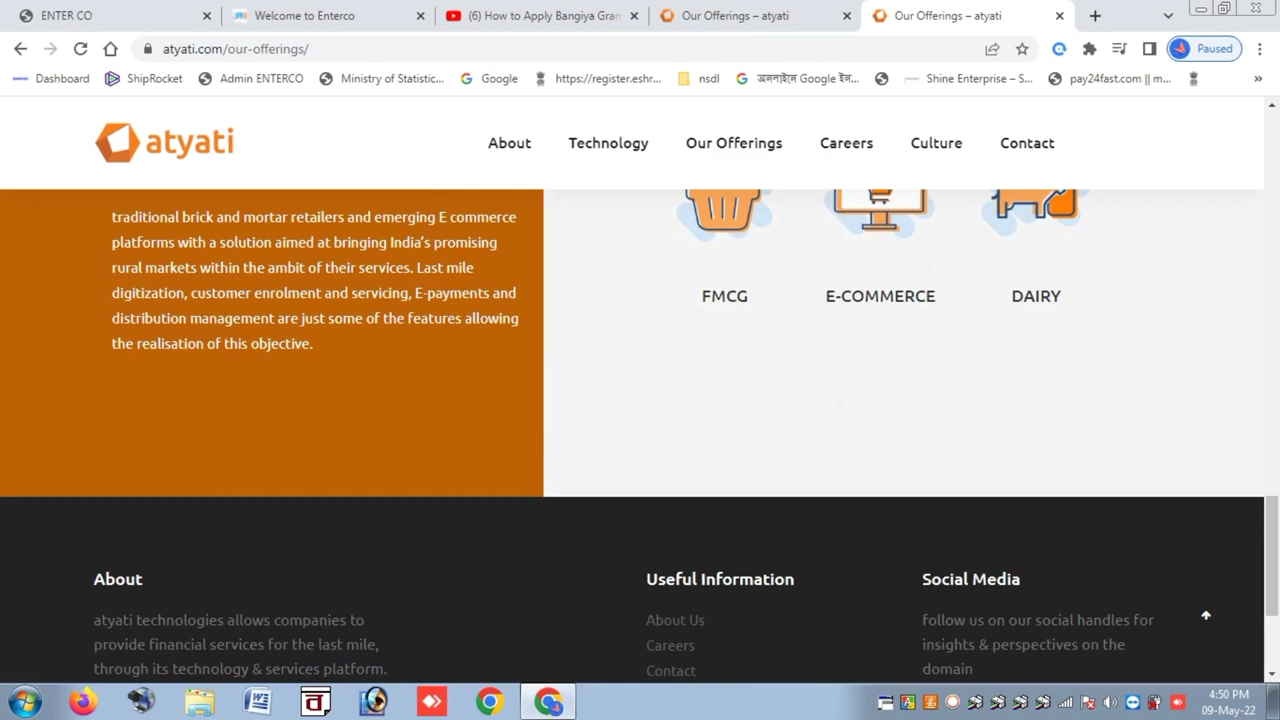 ENTER CO
Welcome to Enterco
(6) How to Apply Bangiya Gram
Our Offerings – atyati
Our Offerings – atyati
atyati.com/our-offerings/
Paused
Dashboard
ShipRocket
Admin ENTERCO
Ministry of Statistic...
Google
https://register.eshr...
nsdl
অনলাইনে Google ইন...
Shine Enterprise – S...
pay24fast.com || m...
atyati
About
Technology
Our Offerings
Careers
Culture
Contact
traditional brick and mortar retailers and emerging E commerce
platforms with a solution aimed at bringing India’s promising
rural markets within the ambit of their services. Last mile
digitization, customer enrolment and servicing, E-payments and
distribution management are just some of the features allowing
the realisation of this objective.
FMCG
E-COMMERCE
DAIRY
About
atyati technologies allows companies to
provide financial services for the last mile,
through its technology & services platform.
Useful Information
About Us
Careers
Contact
Social Media
follow us on our social handles for
insights & perspectives on the
domain
4:50 PM
09-May-22